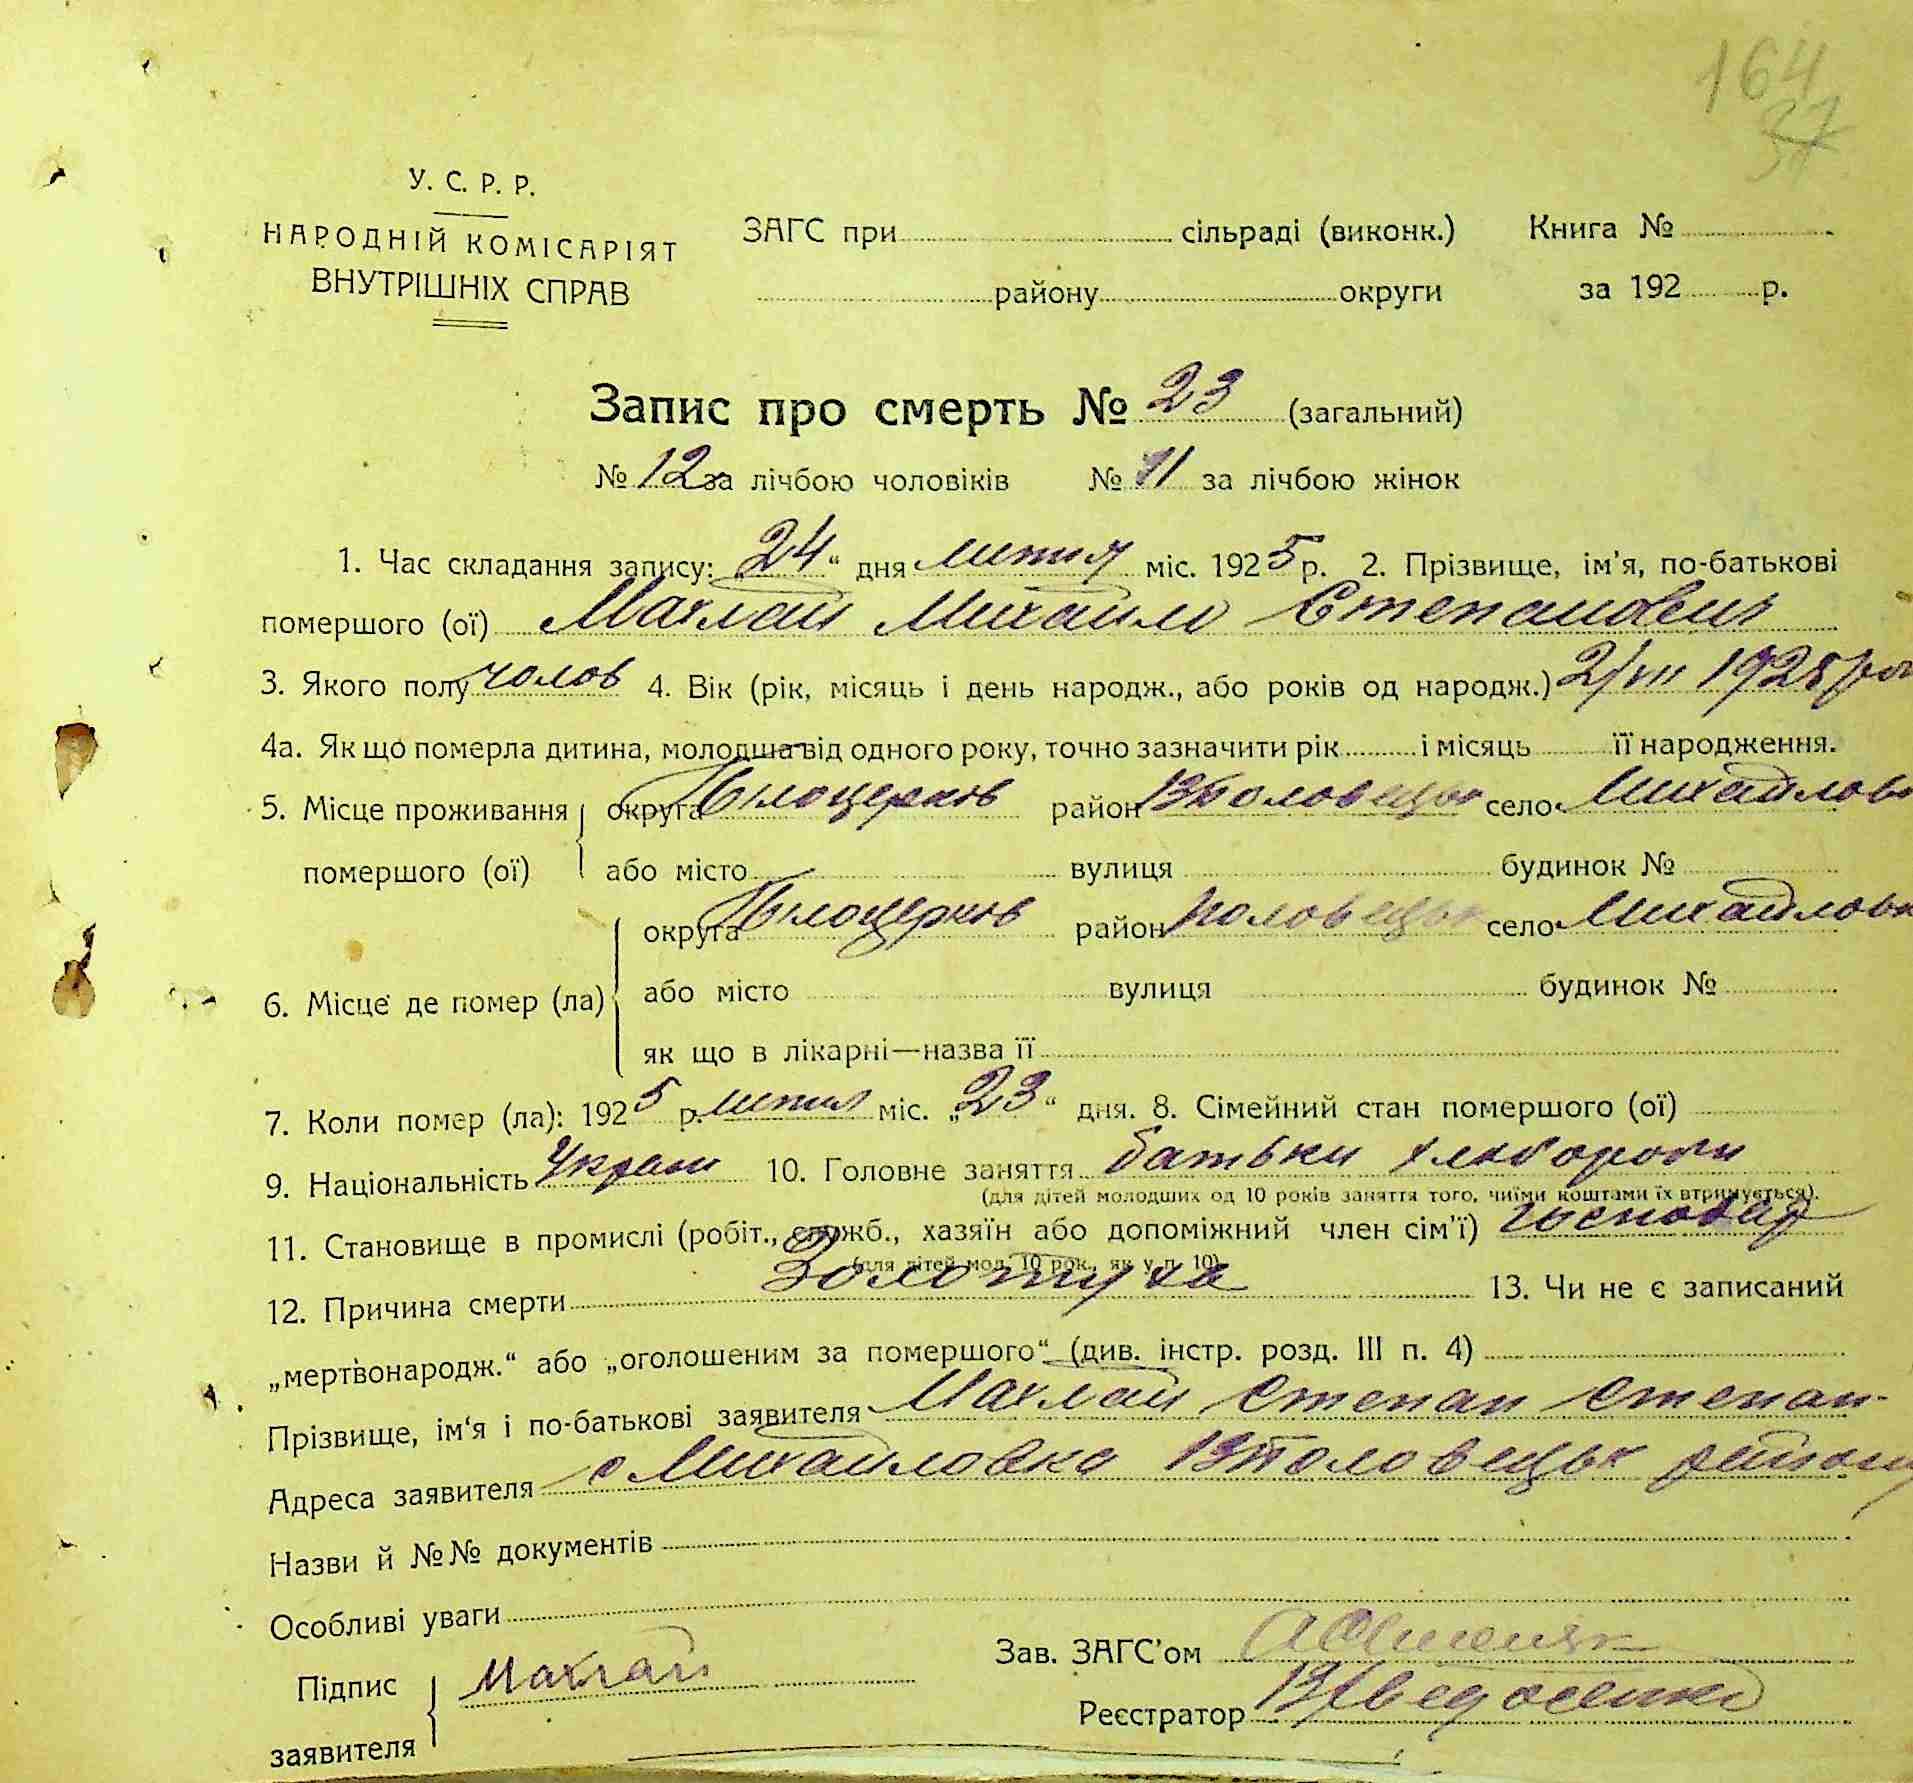 164
У. С. Р. Р.
НАРОДНІЙ КОМІСАРІЯТ
ВНУТРІШНІХ СПРАВ
ЗАГС при сільраді (виконк.) Книга №
району округи за 192 р.
Запис про смерть № 23 (загальний)
№ 12 за лічбою чоловіків № 11 за лічбою жінок
1. Час складання запису: „24“ дня липня міс. 1925 р. 2. Прізвище, ім'я, по-батькові
помершого (ої) Махлай Михайло Степанович
3. Якого полу чолов 4. Вік (рік, місяць і день народж., або років од народж.) 2/VII 1925 ро
4а. Як що померла дитина, молодша від одного року, точно зазначити рік і місяць її народження.
5. Місце проживання округа Білоцерков район Вполовецьк село Михайловк
помершого (ої) або місто вулиця будинок №
округа Білоцерков район половецьк село Михайловк
6. Місце де помер (ла) або місто вулиця будинок №
як що в лікарні—назва її
7. Коли помер (ла): 1925 р. липня міс. „23“ дня. 8. Сімейний стан помершого (ої)
9. Національність Україн 10. Головне заняття батьки хлібороби
(для дітей молодших од 10 років заняття того, чиїми коштами їх втримується).
11. Становище в промислі (робіт., служб., хазяїн або допоміжний член сім'ї) господар
(для дітей мол. 10 рок., як у п. 10)
12. Причина смерти Золотуха 13. Чи не є записаний
„мертвонародж.“ або „оголошеним за помершого“ (див. інстр. розд. III п. 4)
Прізвище, ім'я і по-батькові заявителя Махлай Степан Степан-
Адреса заявителя с Михайловка Вполовецьк району
Назви й №№ документів
Особливі уваги
Підпис Махлай Зав. ЗАГС'ом
заявителя Реєстратор